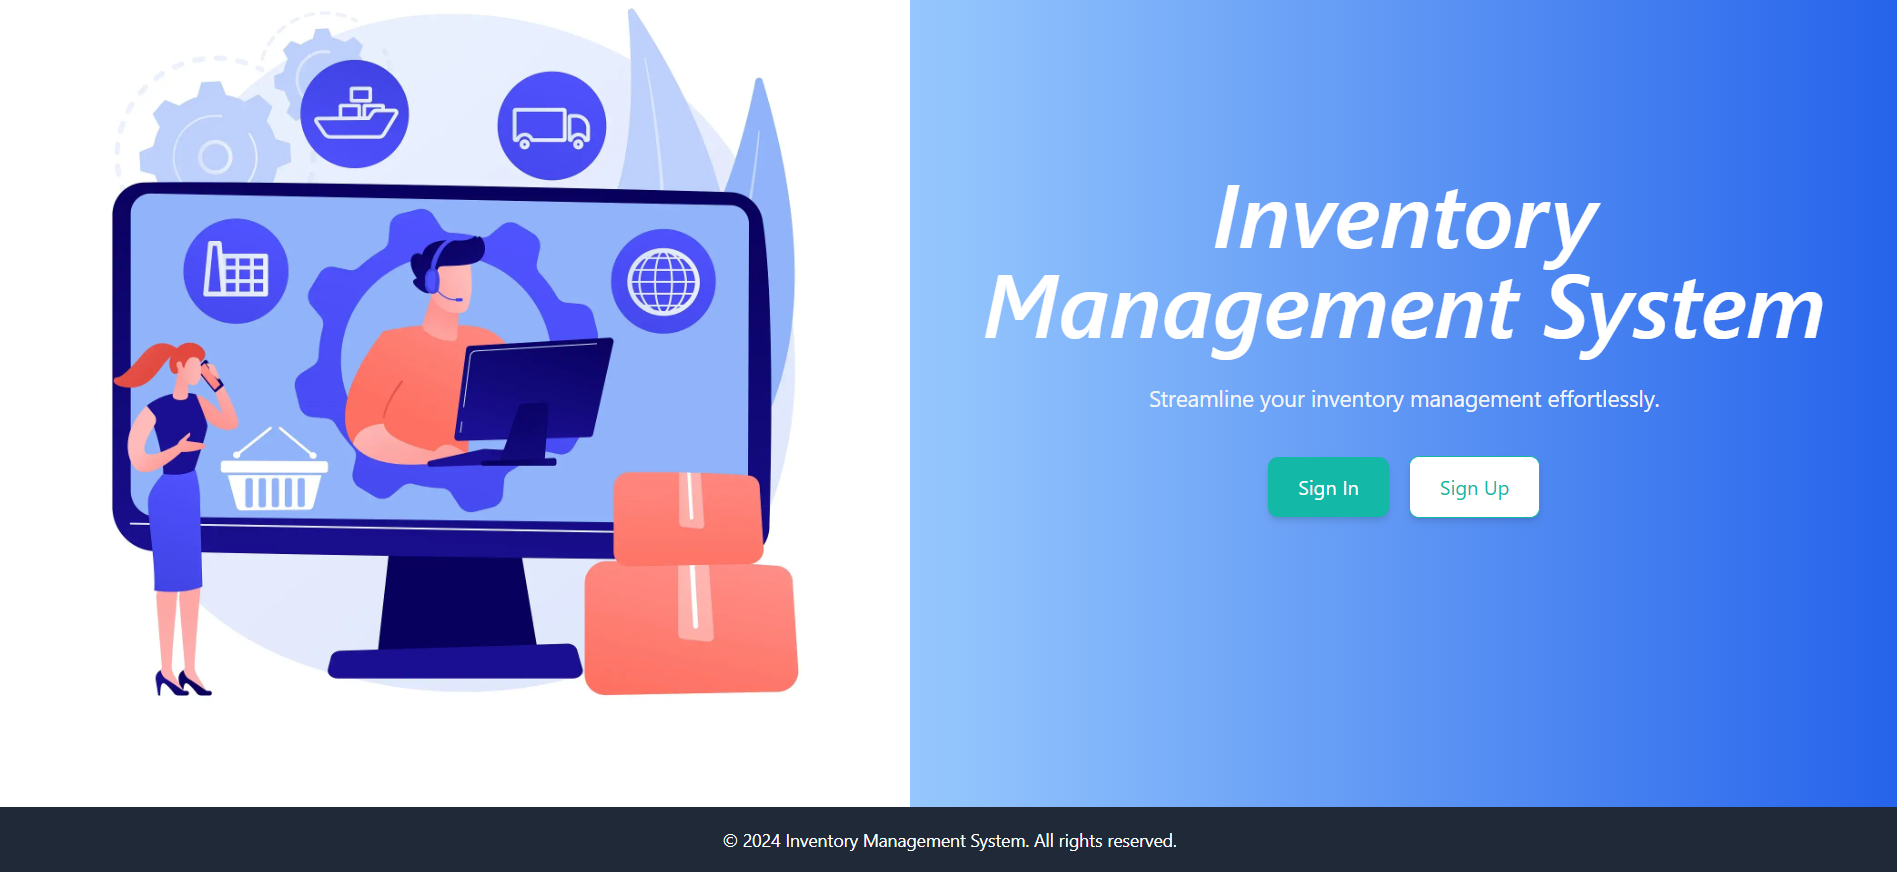 Inventory
Management System
Streamline your inventory management effortlessly.
Sign In
Sign Up
© 2024 Inventory Management System. All rights reserved.